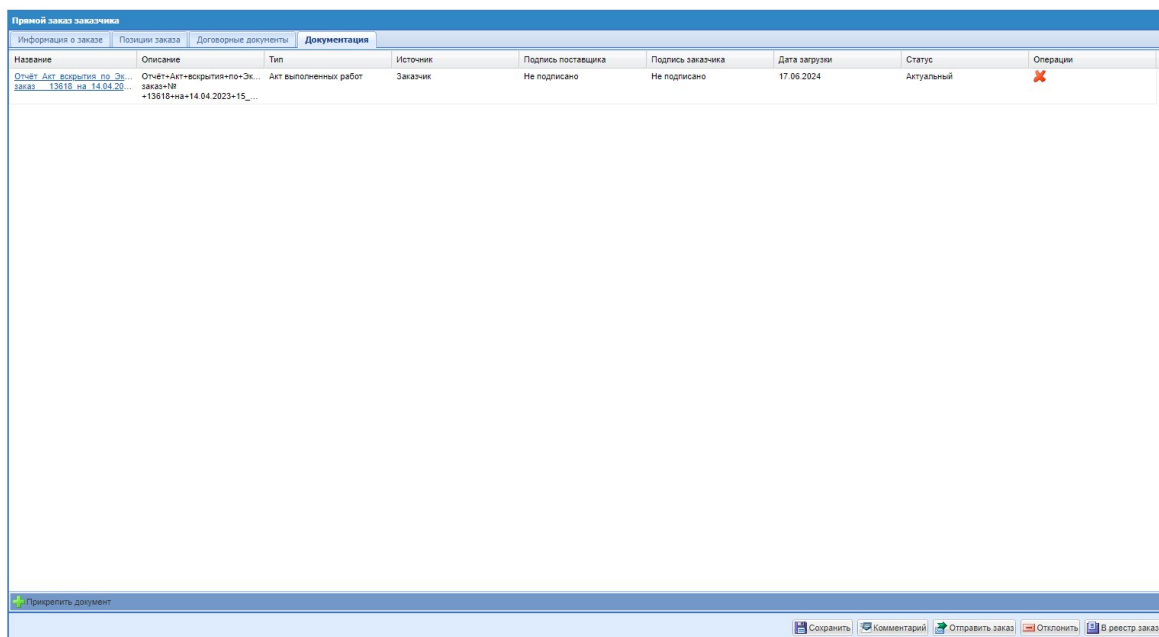 Прямой заказ заказчика
Информация о заказе Позиции заказа Договорные документы Документация
Название Описание Тип Источник Подпись поставщика Подпись заказчика Дата загрузки Статус Операции
Отчёт_Акт_вскрытия_по_Эк... Отчёт+Акт+вскрытия+по+Эк... Акт выполненных работ Заказчик Не подписано Не подписано 17.06.2024 Актуальный
заказ___13618_на_14.04.20... заказ+№
+13618+на+14.04.2023+15_...
Прикрепить документ
Сохранить Комментарий Отправить заказ Отклонить В реестр заказ